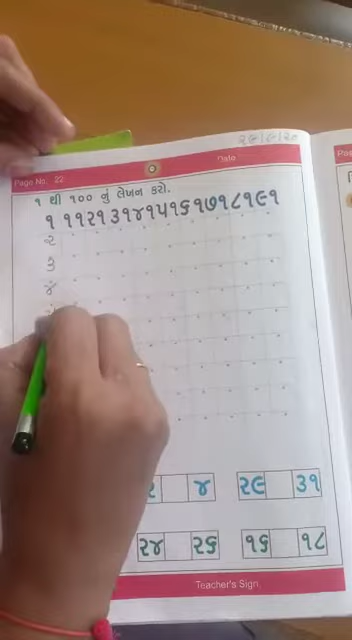 ૨૯/૯/૨૦
Page No. 22 Date
૧ થી ૧૦૦ નું લેખન કરો.
૧ ૧૧ ૨૧ ૩૧ ૪૧ ૫૧ ૬૧ ૭૧ ૮૧ ૯૧
૨
૩
૪
૪ ૨૯ ૩૧
૨૪ ૨૬ ૧૬ ૧૮
Teacher's Sign.